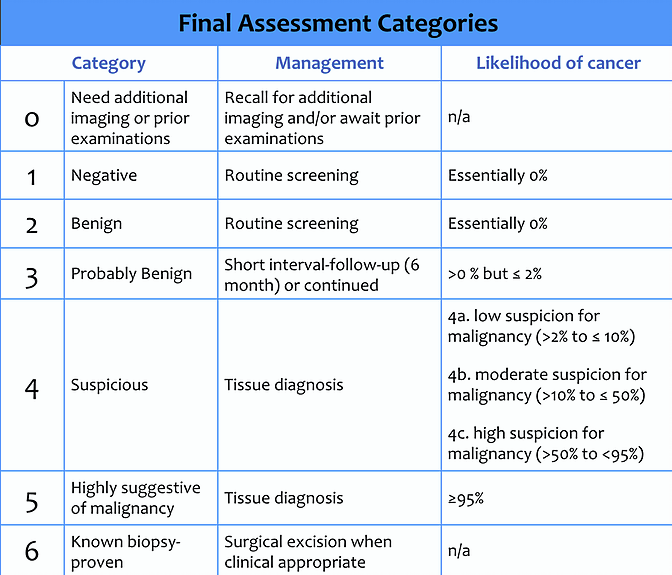 Final Assessment Categories
Category Management Likelihood of cancer
0 Need additional imaging or prior examinations Recall for additional imaging and/or await prior examinations n/a
1 Negative Routine screening Essentially 0%
2 Benign Routine screening Essentially 0%
3 Probably Benign Short interval-follow-up (6 month) or continued >0 % but ≤ 2%
4 Suspicious Tissue diagnosis 4a. low suspicion for malignancy (>2% to ≤ 10%)
4b. moderate suspicion for malignancy (>10% to ≤ 50%)
4c. high suspicion for malignancy (>50% to <95%)
5 Highly suggestive of malignancy Tissue diagnosis ≥95%
6 Known biopsy-proven Surgical excision when clinical appropriate n/a